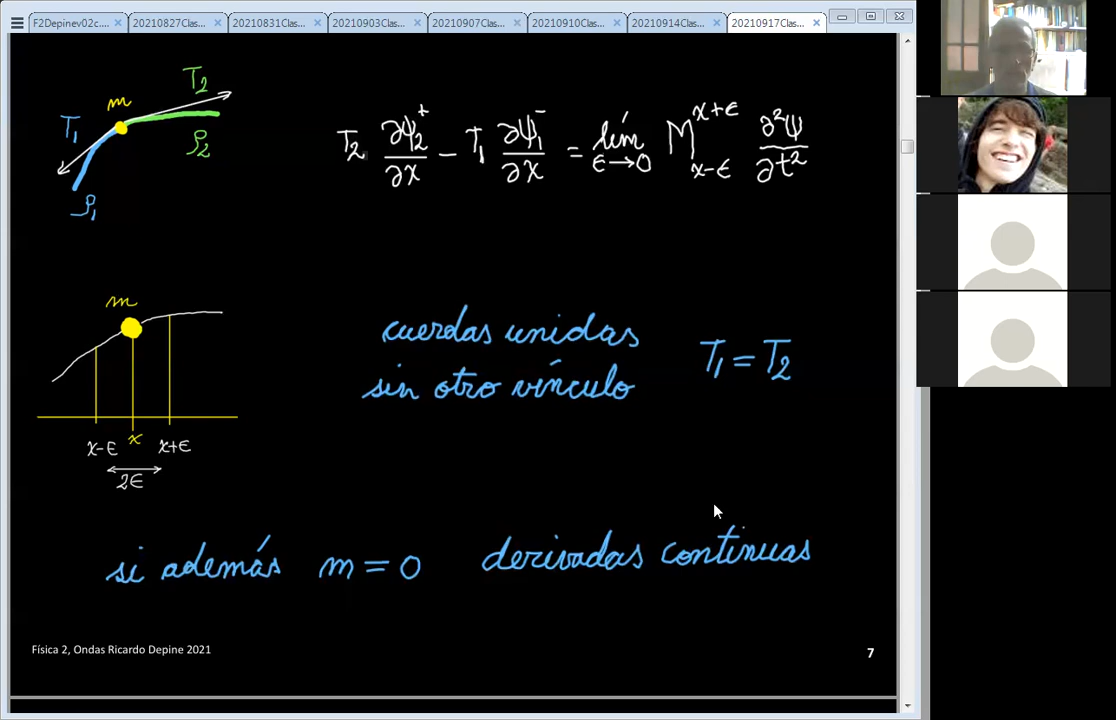 F2Depinev02c... 20210827Clas... 20210831Clas... 20210903Clas... 20210907Clas... 20210910Clas... 20210914Clas... 20210917Clas...
T₁ m T₂
ρ₁ ρ₂
T₂ ∂ψ₂⁺/∂x − T₁ ∂ψ₁⁻/∂x = lím ϵ→0 M x−ϵ x+ϵ ∂²ψ/∂t²
m
x−ϵ x x+ϵ
2ϵ
cuerdas unidas
sin otro vínculo
T₁ = T₂
si además m = 0 derivadas continuas
Física 2, Ondas Ricardo Depine 2021
7